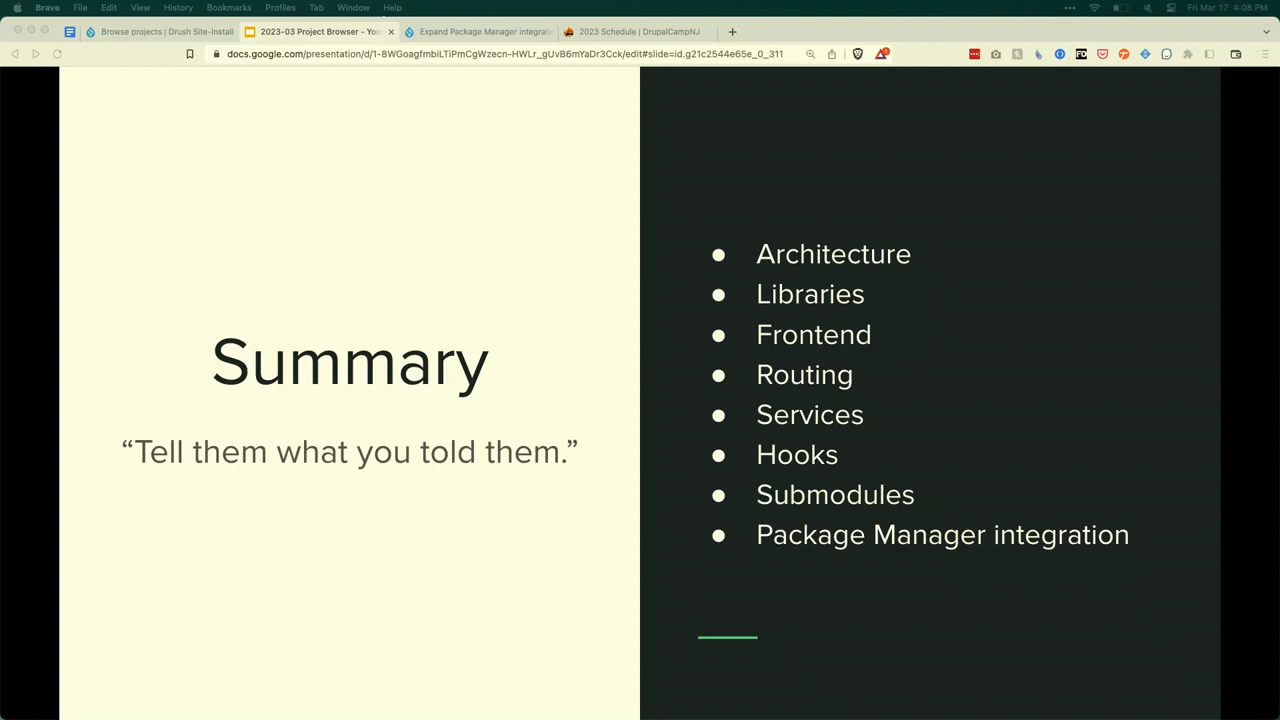 Brave File Edit View History Bookmarks Profiles Tab Window Help Fri Mar 17 4:08 PM
Browse projects | Drush Site-Install 2023-03 Project Browser - You Expand Package Manager integratio 2023 Schedule | DrupalCampNJ
docs.google.com/presentation/d/1-8WGoagfmbiLTiPmCgWzecn-HWLr_gUvB6mYaDr3Cck/edit#slide=id.g21c2544e65e_0_311
Summary
“Tell them what you told them.”
● Architecture
● Libraries
● Frontend
● Routing
● Services
● Hooks
● Submodules
● Package Manager integration